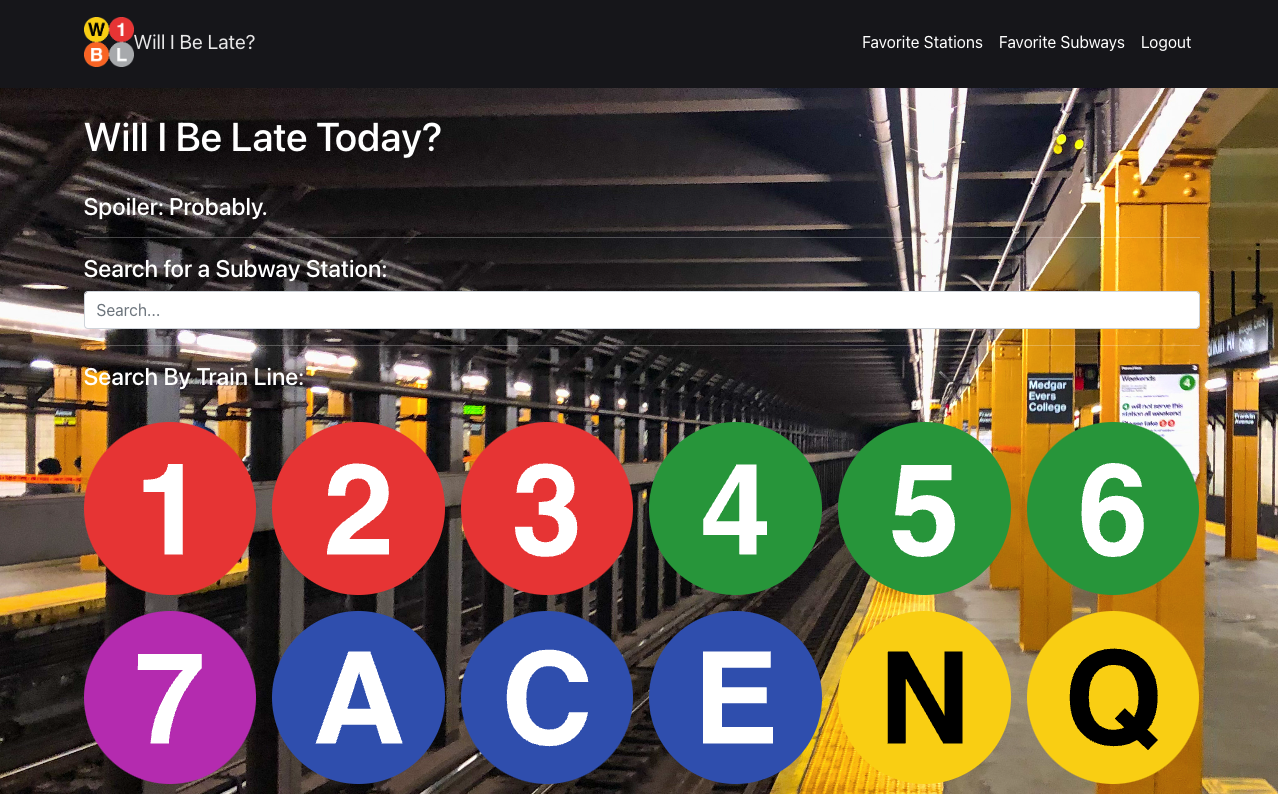 W 1
B L
Will I Be Late?
Favorite Stations
Favorite Subways
Logout
Will I Be Late Today?
Spoiler: Probably.
Search for a Subway Station:
Search...
Search By Train Line:
Medgar
Evers
College
Weekends
4
4 will not serve this
station all weekend
Franklin
Avenue
Avenue
1 2 3 4 5 6
7 A C E N Q